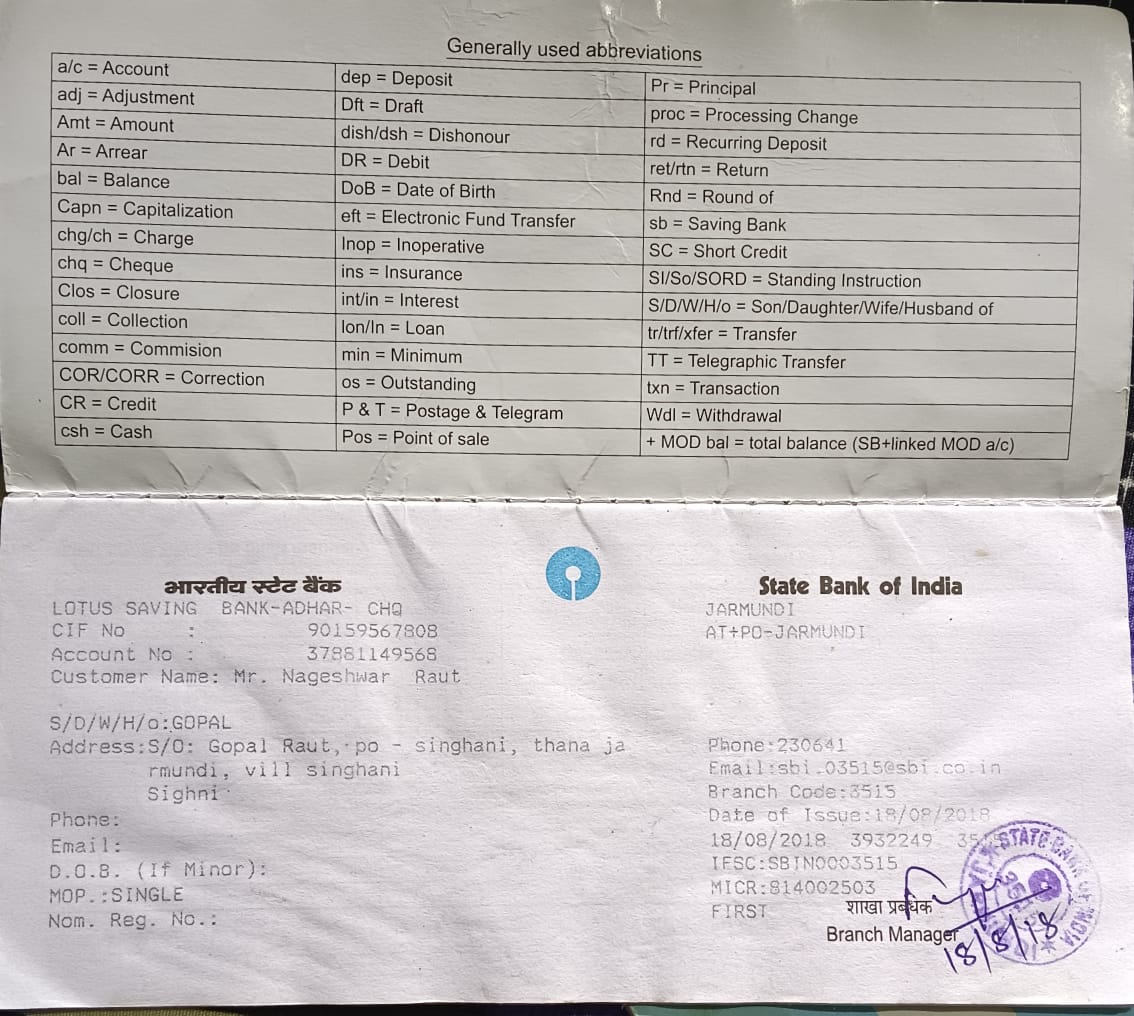 Generally used abbreviations
a/c = Account
adj = Adjustment
Amt = Amount
Ar = Arrear
bal = Balance
Capn = Capitalization
chg/ch = Charge
chq = Cheque
Clos = Closure
coll = Collection
comm = Commision
COR/CORR = Correction
CR = Credit
csh = Cash
dep = Deposit
Dft = Draft
dish/dsh = Dishonour
DR = Debit
DoB = Date of Birth
eft = Electronic Fund Transfer
Inop = Inoperative
ins = Insurance
int/in = Interest
lon/ln = Loan
min = Minimum
os = Outstanding
P & T = Postage & Telegram
Pos = Point of sale
Pr = Principal
proc = Processing Change
rd = Recurring Deposit
ret/rtn = Return
Rnd = Round of
sb = Saving Bank
SC = Short Credit
SI/So/SORD = Standing Instruction
S/D/W/H/o = Son/Daughter/Wife/Husband of
tr/trf/xfer = Transfer
TT = Telegraphic Transfer
txn = Transaction
Wdl = Withdrawal
+ MOD bal = total balance (SB+linked MOD a/c)
भारतीय स्टेट बैंक
LOTUS SAVING BANK-ADHAR- CHQ
CIF No : 90159567808
Account No : 37881149568
Customer Name: Mr. Nageshwar Raut
S/D/W/H/o:GOPAL
Address:S/O: Gopal Raut, po - singhani, thana ja
rmundi, vill singhani
Sighni
Phone:
Email:
D.O.B. (If Minor):
MOP.:SINGLE
Nom. Reg. No.:
State Bank of India
JARMUNDI
AT+PO-JARMUNDI
Phone:230641
Email:sbi.03515@sbi.co.in
Branch Code:3515
Date of Issue:18/08/2018
18/08/2018 3932249
IFSC:SBIN0003515
MICR:814002503
FIRST
शाखा प्रबंधक
Branch Manager
18/8/18
STATE BANK OF INDIA